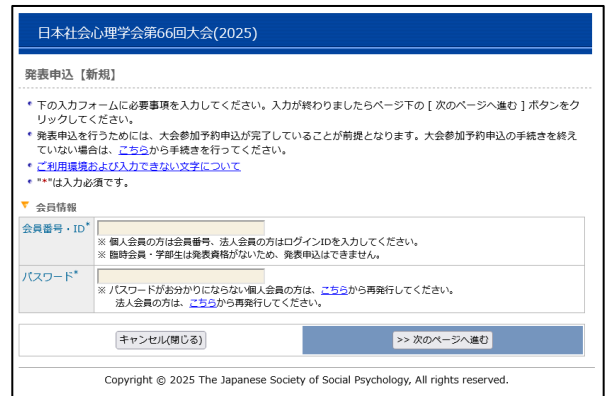 日本社会心理学会第66回大会(2025)
発表申込【新規】
下の入力フォームに必要事項を入力してください。入力が終わりましたらページ下の [ 次のページへ進む ] ボタンをク
リックしてください。
発表申込を行うためには、大会参加予約申込が完了していることが前提となります。大会参加予約申込の手続きを終え
ていない場合は、こちらから手続きを行ってください。
ご利用環境および入力できない文字について
"*"は入力必須です。
会員情報
会員番号・ID*
※ 個人会員の方は会員番号、法人会員の方はログインIDを入力してください。
※ 臨時会員・学部生は発表資格がないため、発表申込はできません。
パスワード*
※ パスワードがお分かりにならない個人会員の方は、こちらから再発行してください。
法人会員の方は、こちらから再発行してください。
キャンセル(閉じる) >> 次のページへ進む
Copyright © 2025 The Japanese Society of Social Psychology, All rights reserved.